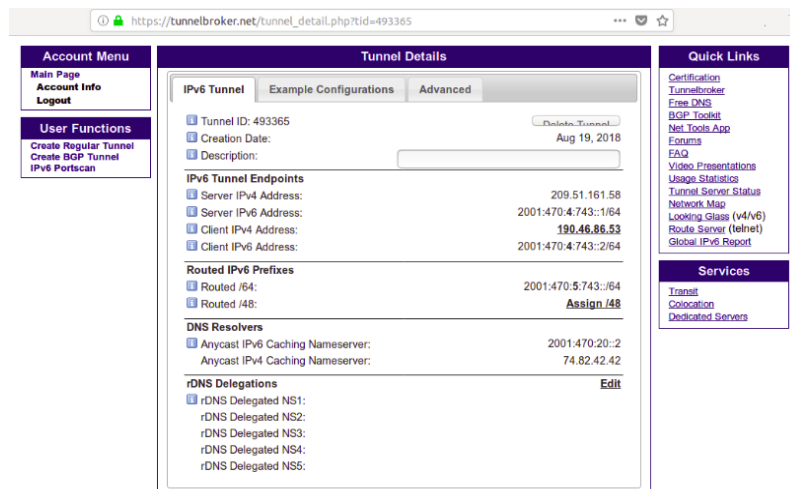 https://tunnelbroker.net/tunnel_detail.php?tid=493365
Account Menu
Main Page
Account Info
Logout
User Functions
Create Regular Tunnel
Create BGP Tunnel
IPv6 Portscan
Tunnel Details
IPv6 Tunnel
Example Configurations
Advanced
Tunnel ID: 493365
Delete Tunnel
Creation Date:
Aug 19, 2018
Description:
IPv6 Tunnel Endpoints
Server IPv4 Address:
209.51.161.58
Server IPv6 Address:
2001:470:4:743::1/64
Client IPv4 Address:
190.46.86.53
Client IPv6 Address:
2001:470:4:743::2/64
Routed IPv6 Prefixes
Routed /64:
2001:470:5:743::/64
Routed /48:
Assign /48
DNS Resolvers
Anycast IPv6 Caching Nameserver:
2001:470:20::2
Anycast IPv4 Caching Nameserver:
74.82.42.42
rDNS Delegations
Edit
rDNS Delegated NS1:
rDNS Delegated NS2:
rDNS Delegated NS3:
rDNS Delegated NS4:
rDNS Delegated NS5:
Quick Links
Certification
Tunnelbroker
Free DNS
BGP Toolkit
Net Tools App
Forums
FAQ
Video Presentations
Usage Statistics
Tunnel Server Status
Network Map
Looking Glass (v4/v6)
Route Server (telnet)
Global IPv6 Report
Services
Transit
Colocation
Dedicated Servers